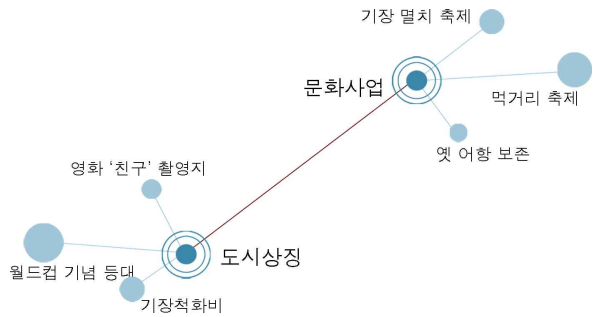 기장 멸치 축제
문화사업
먹거리 축제
옛 어항 보존
영화 ‘친구’ 촬영지
도시상징
월드컵 기념 등대
기장척화비